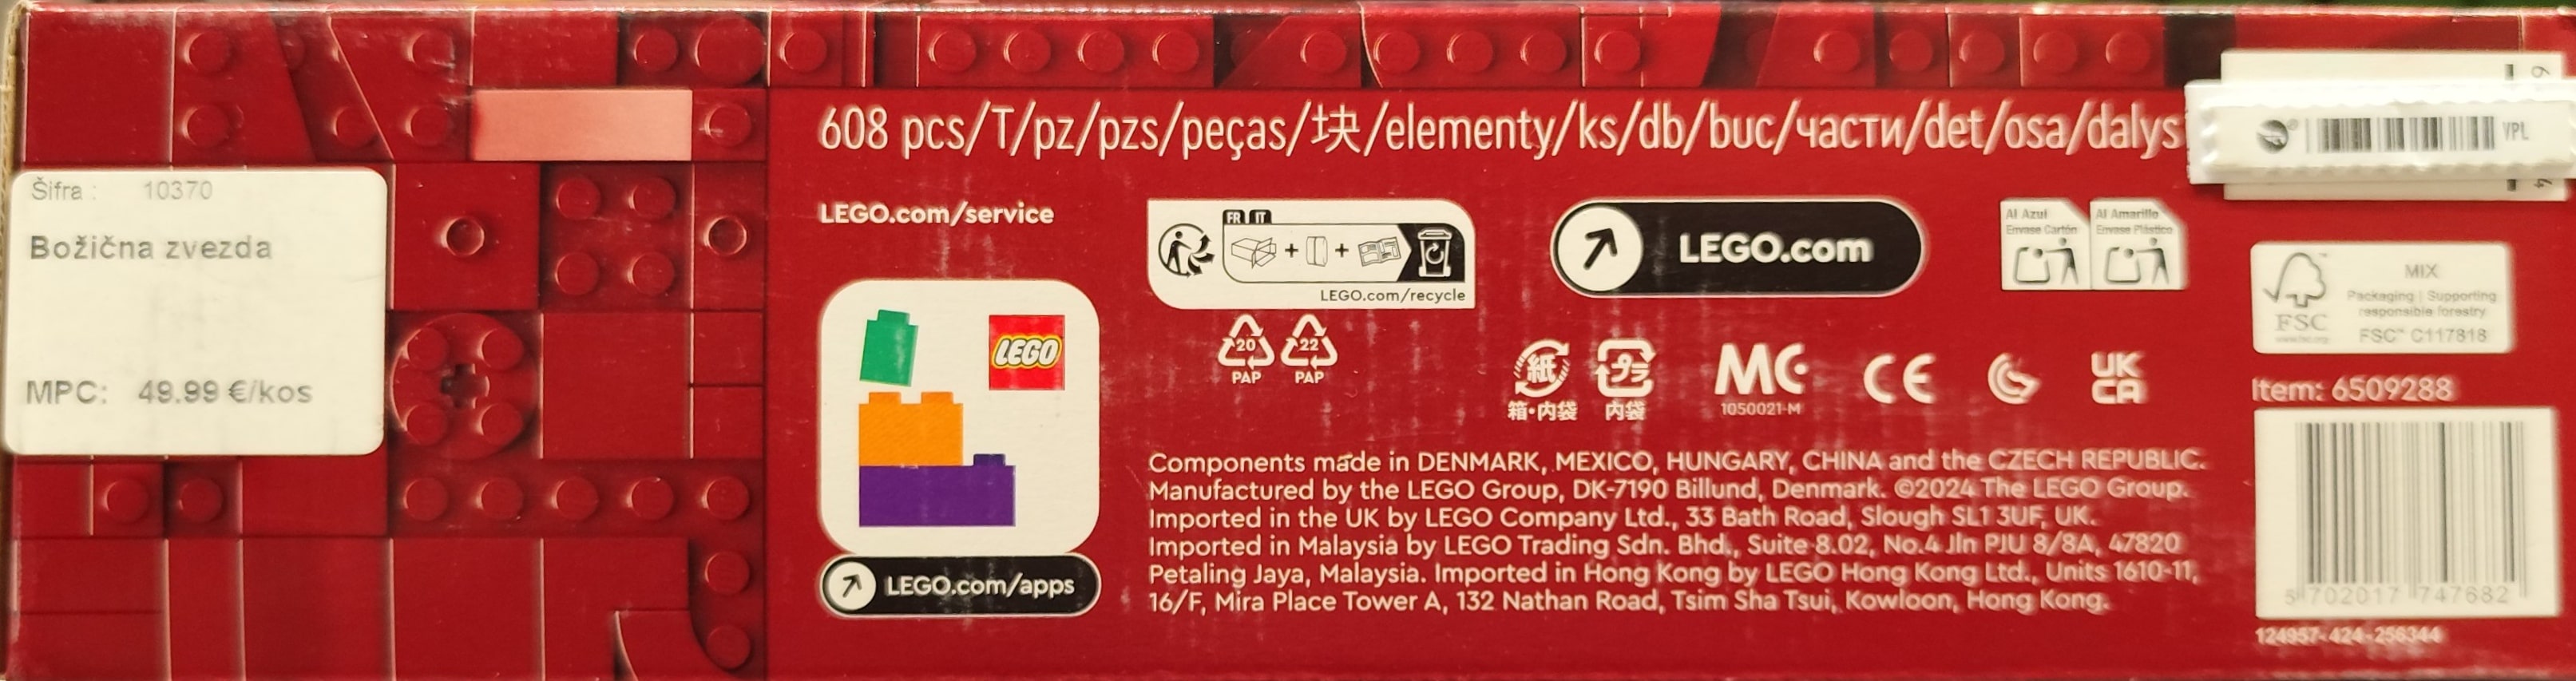 608 pcs/T/pz/pzs/peças/块/elementy/ks/db/buc/части/det/osa/dalys
VPL
Šifra : 10370
Božična zvezda
MPC: 49.99 €/kos
LEGO.com/service
LEGO
LEGO.com/apps
FR IT
+ +
LEGO.com/recycle
20 22
PAP PAP
LEGO.com
Al Azul
Envase Cartón
Al Amarillo
Envase Plástico
紙 プラ
箱・内袋 内袋
1050021-M
CE
UK
CA
MIX
Packaging | Supporting
responsible forestry
FSC
FSC™ C117818
Item: 6509288
Components made in DENMARK, MEXICO, HUNGARY, CHINA and the CZECH REPUBLIC.
Manufactured by the LEGO Group, DK-7190 Billund, Denmark. ©2024 The LEGO Group.
Imported in the UK by LEGO Company Ltd., 33 Bath Road, Slough SL1 3UF, UK.
Imported in Malaysia by LEGO Trading Sdn. Bhd., Suite 8.02, No.4 Jln PJU 8/8A, 47820
Petaling Jaya, Malaysia. Imported in Hong Kong by LEGO Hong Kong Ltd., Units 1610-11,
16/F, Mira Place Tower A, 132 Nathan Road, Tsim Sha Tsui, Kowloon, Hong Kong.
5 702017 747682
124957-424-256344